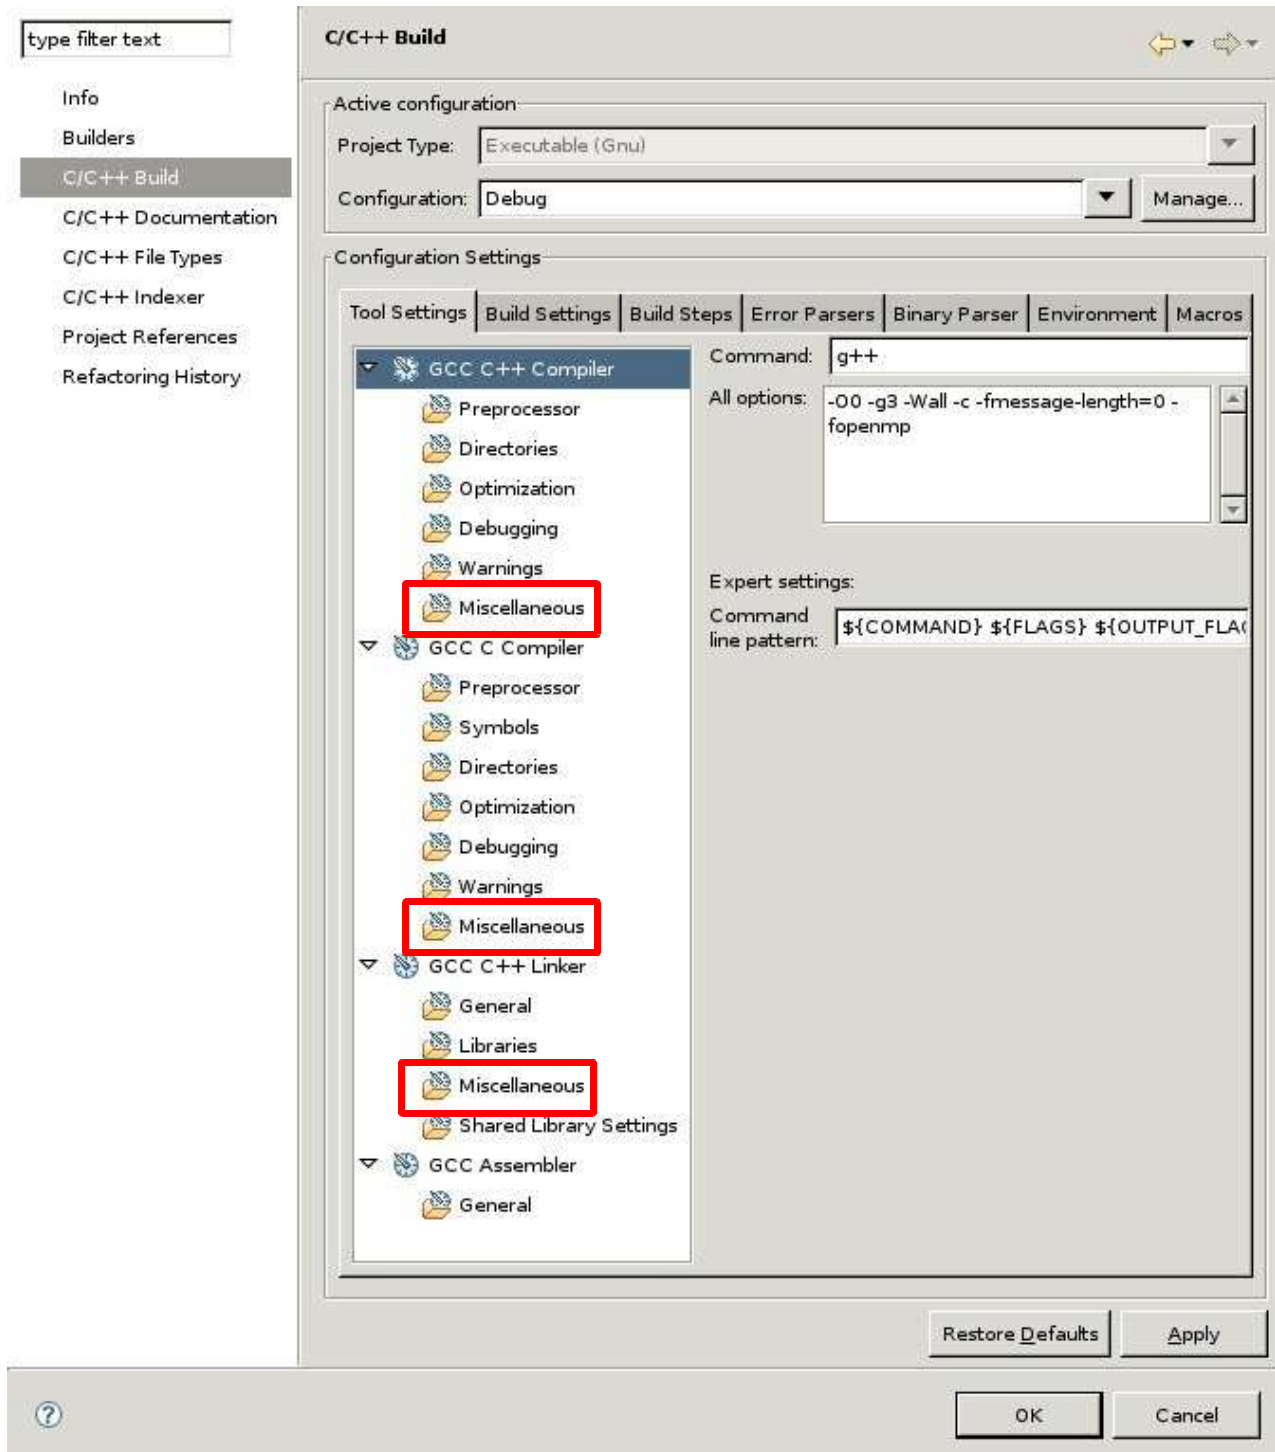 type filter text
Info
Builders
C/C++ Build
C/C++ Documentation
C/C++ File Types
C/C++ Indexer
Project References
Refactoring History
C/C++ Build
Active configuration
Project Type: Executable (Gnu)
Configuration: Debug Manage...
Configuration Settings
Tool Settings Build Settings Build Steps Error Parsers Binary Parser Environment Macros
GCC C++ Compiler
Preprocessor
Directories
Optimization
Debugging
Warnings
Miscellaneous
GCC C Compiler
Preprocessor
Symbols
Directories
Optimization
Debugging
Warnings
Miscellaneous
GCC C++ Linker
General
Libraries
Miscellaneous
Shared Library Settings
GCC Assembler
General
Command: g++
All options: -O0 -g3 -Wall -c -fmessage-length=0 -
fopenmp
Expert settings:
Command
line pattern: ${COMMAND} ${FLAGS} ${OUTPUT_FLA
Restore Defaults Apply
OK Cancel